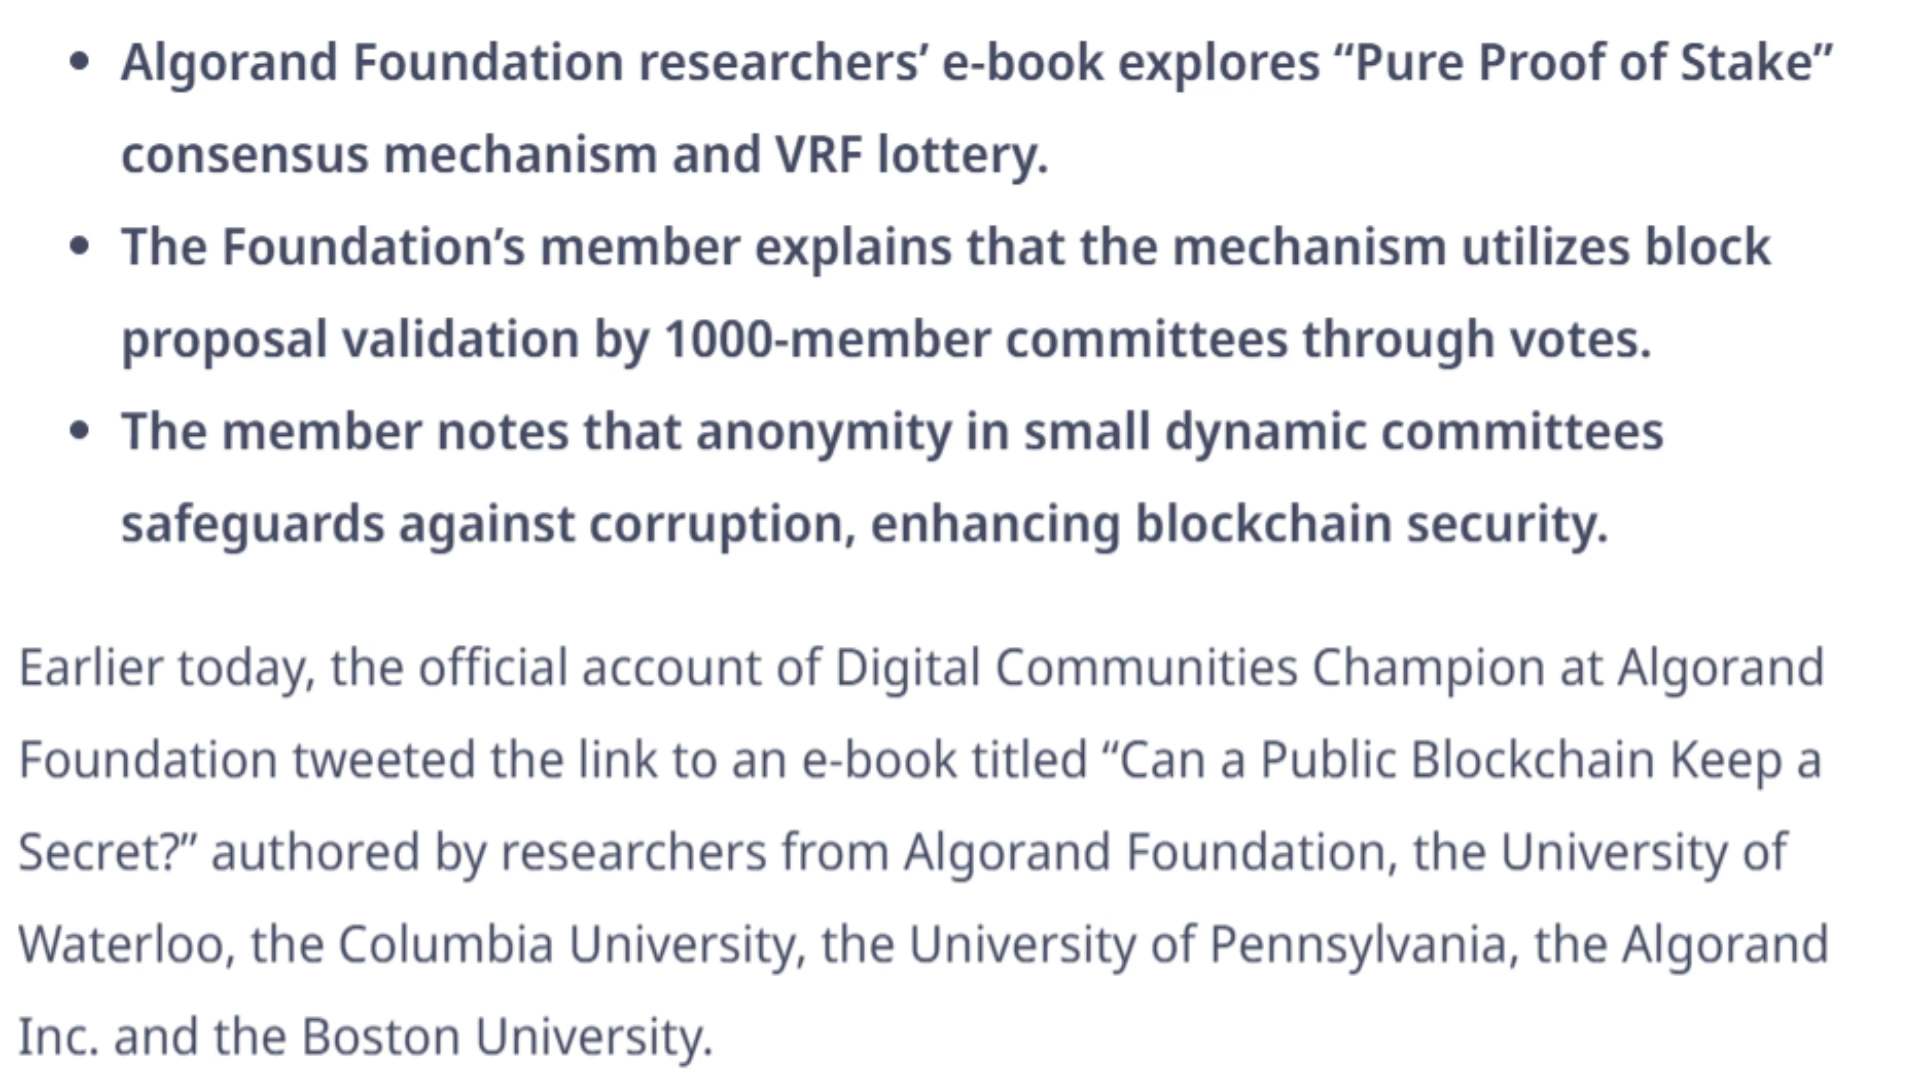 • Algorand Foundation researchers’ e-book explores “Pure Proof of Stake”
consensus mechanism and VRF lottery.
• The Foundation’s member explains that the mechanism utilizes block
proposal validation by 1000-member committees through votes.
• The member notes that anonymity in small dynamic committees
safeguards against corruption, enhancing blockchain security.
Earlier today, the official account of Digital Communities Champion at Algorand
Foundation tweeted the link to an e-book titled “Can a Public Blockchain Keep a
Secret?” authored by researchers from Algorand Foundation, the University of
Waterloo, the Columbia University, the University of Pennsylvania, the Algorand
Inc. and the Boston University.